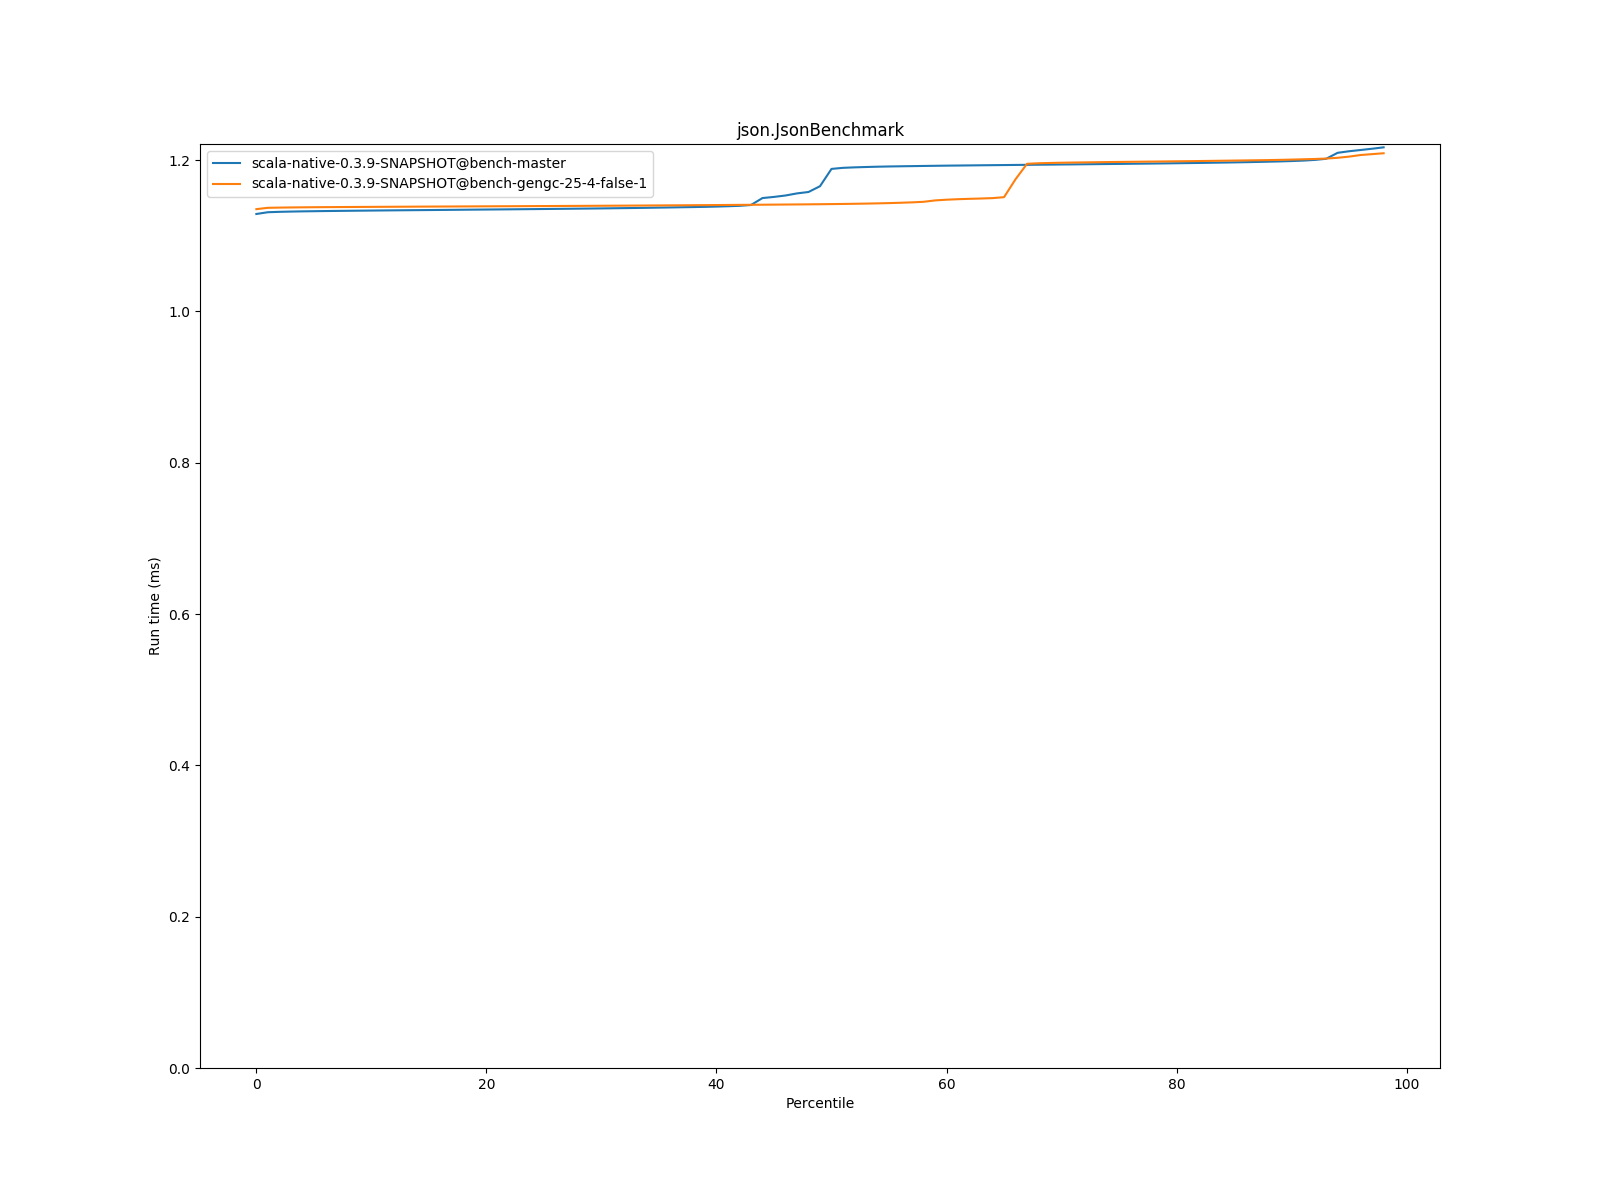 json.JsonBenchmark
scala-native-0.3.9-SNAPSHOT@bench-master
scala-native-0.3.9-SNAPSHOT@bench-gengc-25-4-false-1
1.2
1.0
0.8
0.6
0.4
0.2
0.0
Run time (ms)
0 20 40 60 80 100
Percentile